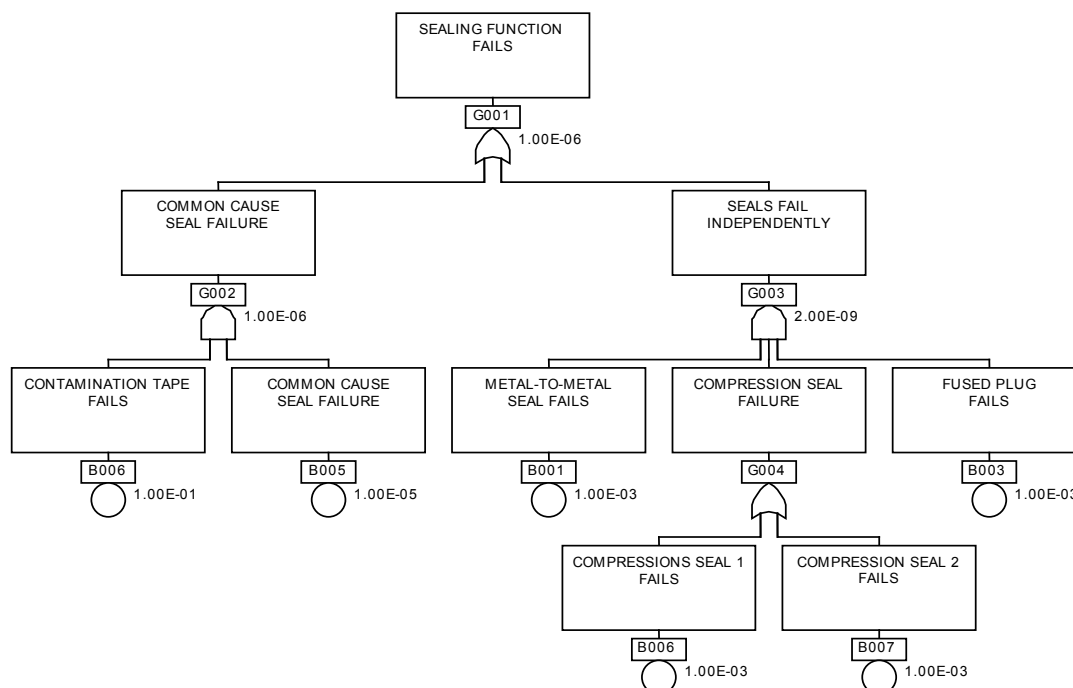 SEALING FUNCTION
FAILS
G001
1.00E-06
COMMON CAUSE
SEAL FAILURE
SEALS FAIL
INDEPENDENTLY
G002
1.00E-06
G003
2.00E-09
CONTAMINATION TAPE
FAILS
COMMON CAUSE
SEAL FAILURE
METAL-TO-METAL
SEAL FAILS
COMPRESSION SEAL
FAILURE
FUSED PLUG
FAILS
B006
1.00E-01
B005
1.00E-05
B001
1.00E-03
G004
B003
1.00E-03
COMPRESSIONS SEAL 1
FAILS
COMPRESSION SEAL 2
FAILS
B006
1.00E-03
B007
1.00E-03